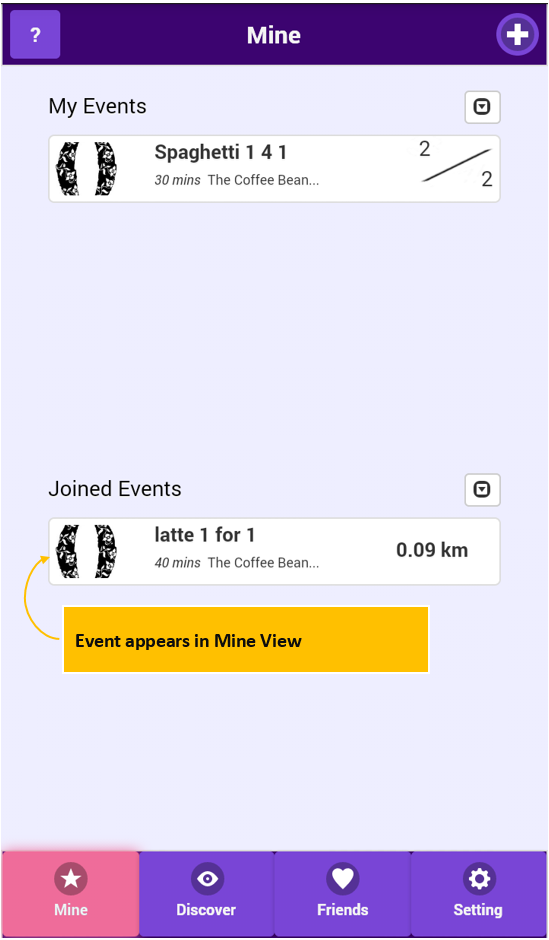 ?
Mine
My Events
Spaghetti 1 4 1
30 mins The Coffee Bean...
2
2
Joined Events
latte 1 for 1
40 mins The Coffee Bean...
0.09 km
Event appears in Mine View
Mine
Discover
Friends
Setting